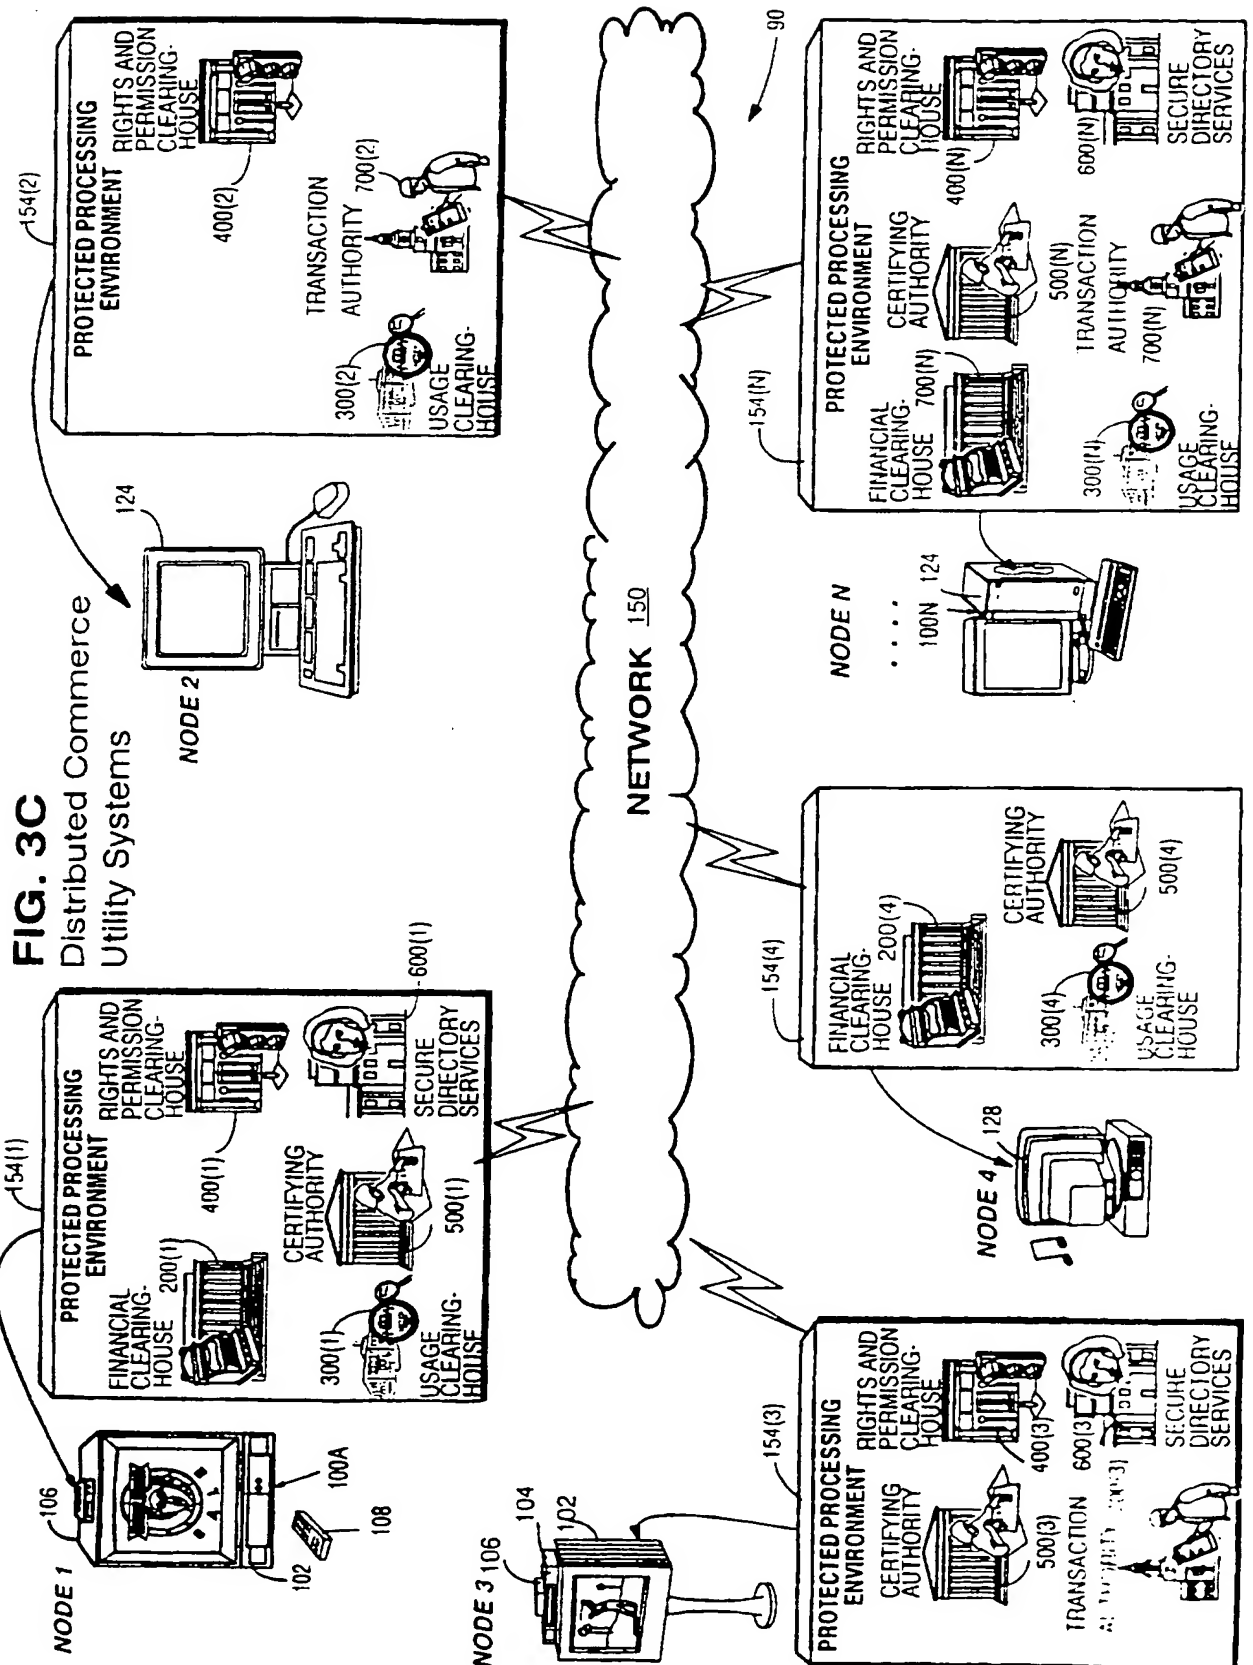 FIG. 3C
Distributed Commerce
Utility Systems
NODE 1
106
102
100A
108
154(1)
PROTECTED PROCESSING
ENVIRONMENT
FINANCIAL
CLEARING-
HOUSE 200(1)
RIGHTS AND
PERMISSION
CLEARING-
HOUSE
400(1)
300(1)
USAGE
CLEARING-
HOUSE
CERTIFYING
AUTHORITY
500(1)
SECURE
DIRECTORY
SERVICES
600(1)
NODE 2
124
154(2)
PROTECTED PROCESSING
ENVIRONMENT
RIGHTS AND
PERMISSION
CLEARING-
HOUSE
400(2)
300(2)
USAGE
CLEARING-
HOUSE
TRANSACTION
AUTHORITY 700(2)
NETWORK 150
90
NODE 3
106
104
102
154(3)
PROTECTED PROCESSING
ENVIRONMENT
CERTIFYING
AUTHORITY
500(3)
RIGHTS AND
PERMISSION
CLEARING-
HOUSE
400(3)
TRANSACTION
600(3)
SECURE
DIRECTORY
SERVICES
NODE 4
128
154(4)
FINANCIAL
CLEARING-
HOUSE 200(4)
300(4)
USAGE
CLEARING-
HOUSE
CERTIFYING
AUTHORITY
500(4)
NODE N
. . . .
100N 124
154(N)
PROTECTED PROCESSING
ENVIRONMENT
FINANCIAL
CLEARING-
HOUSE 700(N)
CERTIFYING
AUTHORITY
500(N)
RIGHTS AND
PERMISSION
CLEARING-
HOUSE
400(N)
300(N)
USAGE
CLEARING-
HOUSE
TRANSACTION
AUTHORITY
700(N)
600(N)
SECURE
DIRECTORY
SERVICES